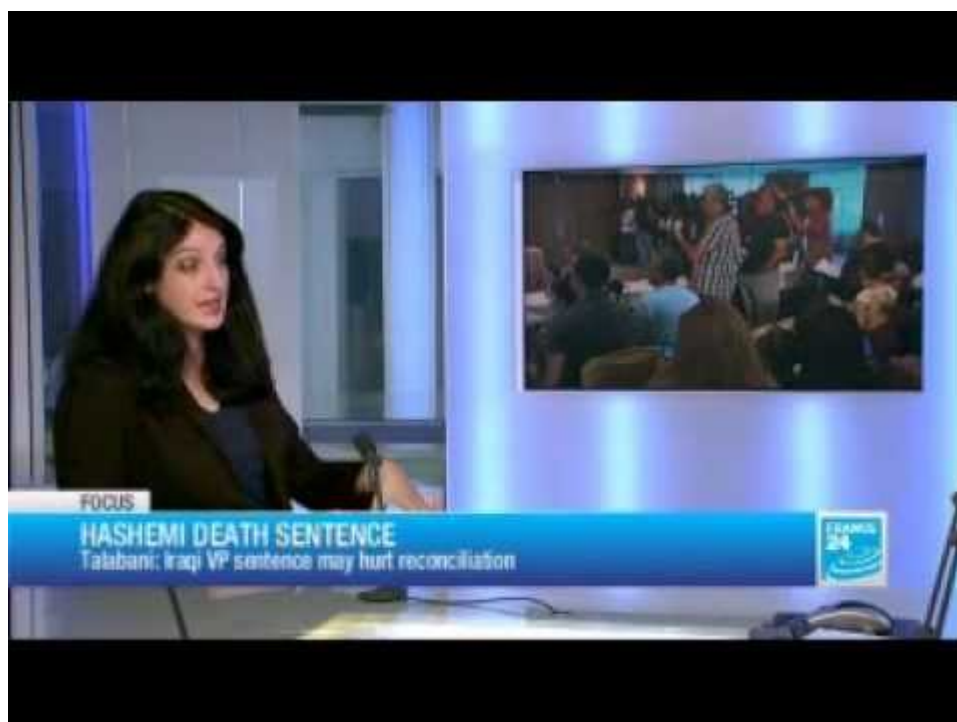 FOCUS
HASHEMI DEATH SENTENCE
Talabani: Iraqi VP sentence may hurt reconciliation
FRANCE
24